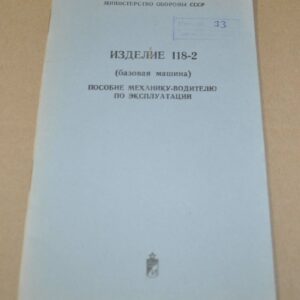 МИНИСТЕРСТВО ОБОРОНЫ СССР
33
ИЗДЕЛИЕ 118-2
(базовая машина)
ПОСОБИЕ МЕХАНИКУ-ВОДИТЕЛЮ
ПО ЭКСПЛУАТАЦИИ